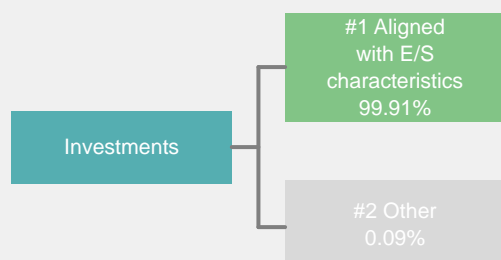 #1 Aligned
with E/S
characteristics
99.91%
Investments
#2 Other
0.09%